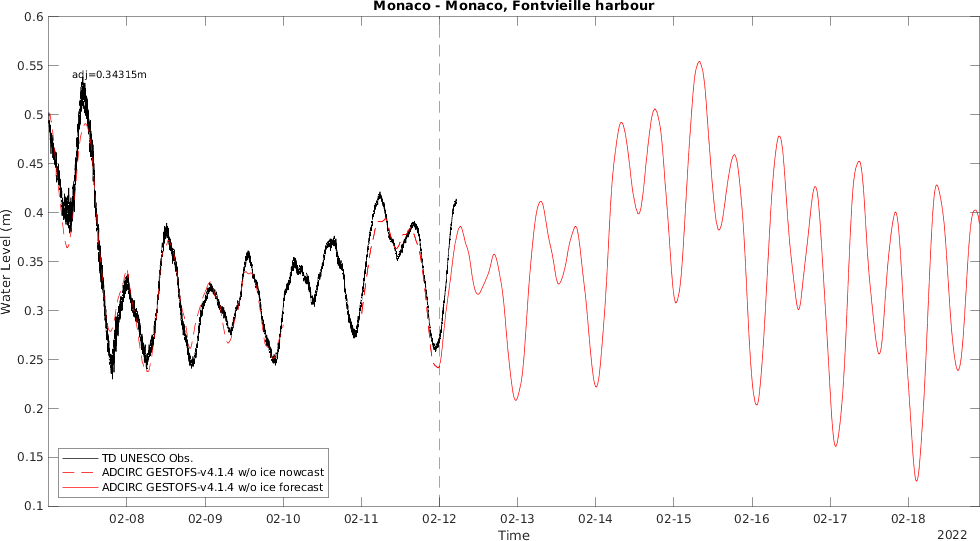 Monaco - Monaco, Fontvieille harbour
0.6
0.55
0.5
0.45
0.4
0.35
0.3
0.25
0.2
0.15
0.1
Water Level (m)
adj=0.34315m
TD UNESCO Obs.
ADCIRC GESTOFS-v4.1.4 w/o ice nowcast
ADCIRC GESTOFS-v4.1.4 w/o ice forecast
02-08 02-09 02-10 02-11 02-12 02-13 02-14 02-15 02-16 02-17 02-18
Time
2022